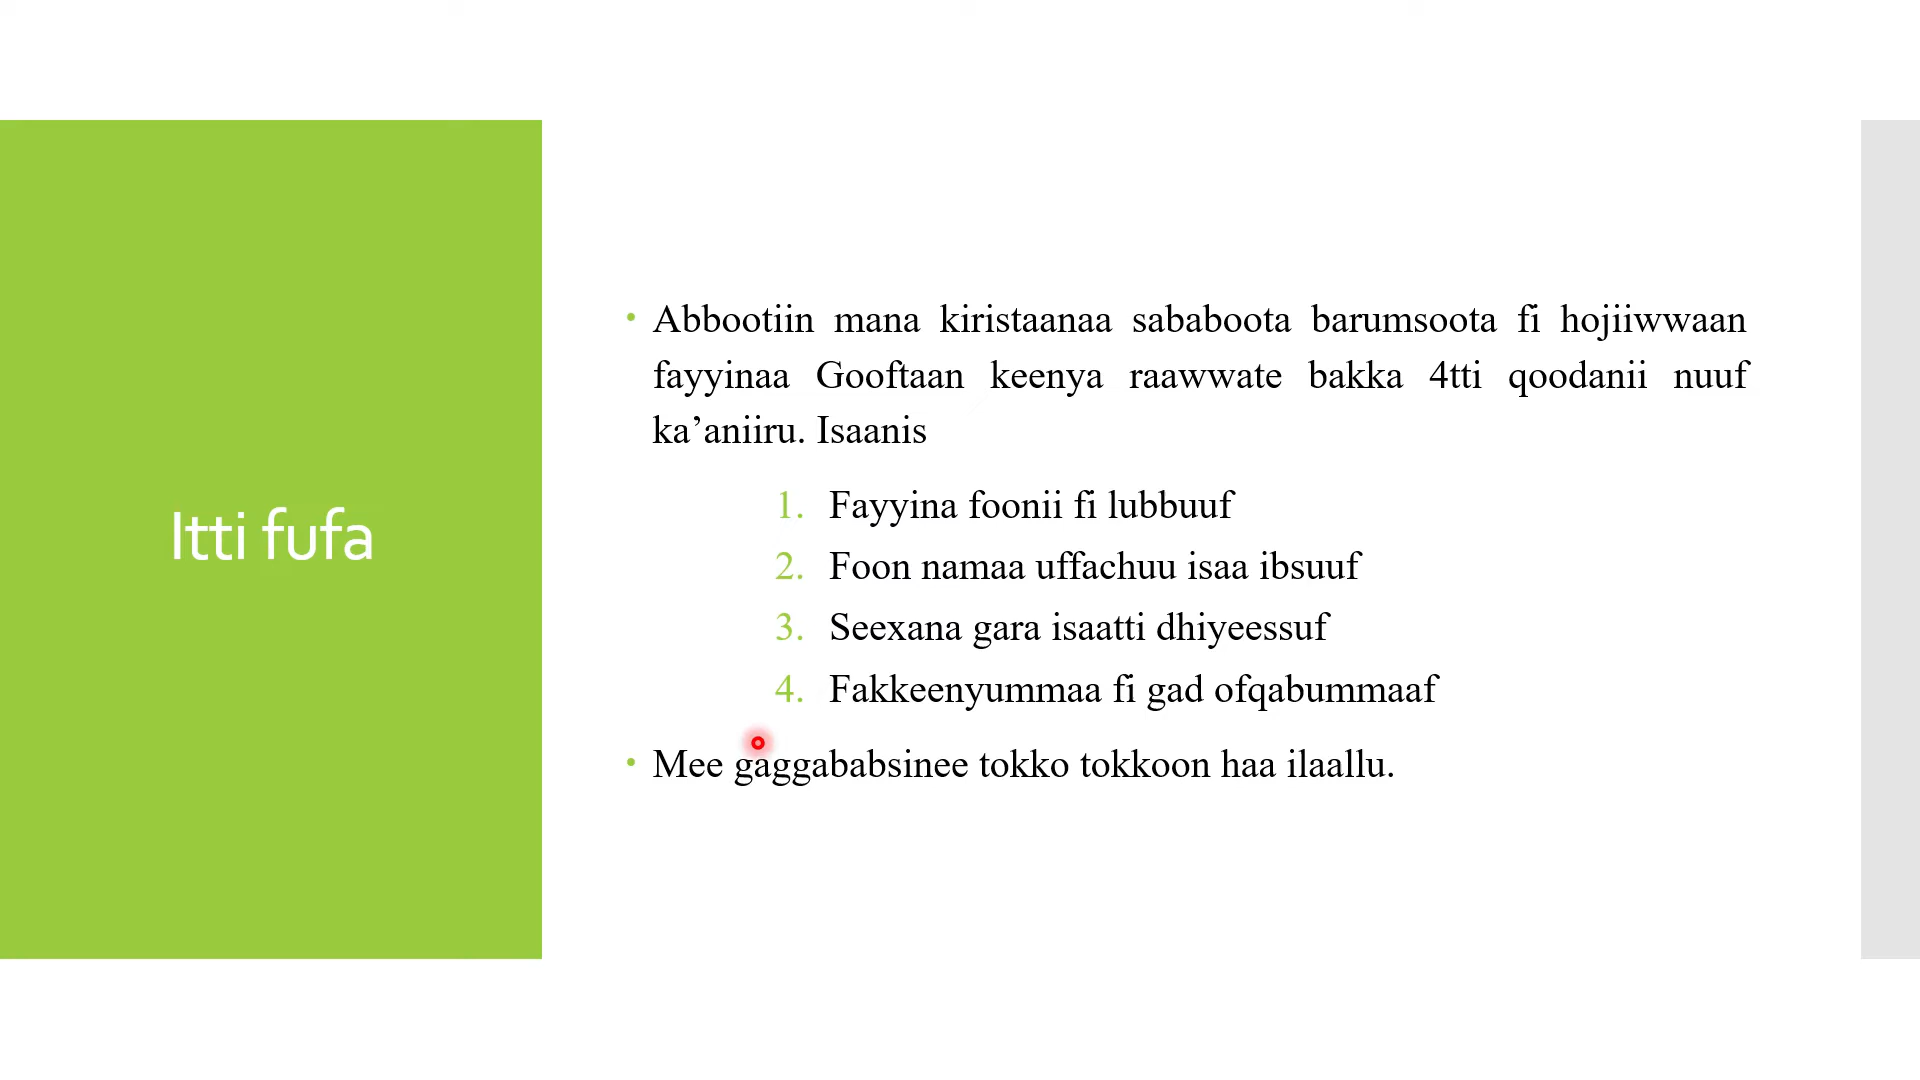 Itti fufa
• Abbootiin mana kiristaanaa sababoota barumsoota fi hojiiwwaan
fayyinaa Gooftaan keenya raawwate bakka 4tti qoodanii nuuf
ka’aniiru. Isaanis
1. Fayyina foonii fi lubbuuf
2. Foon namaa uffachuu isaa ibsuuf
3. Seexana gara isaatti dhiyeessuf
4. Fakkeenyummaa fi gad ofqabummaaf
• Mee gaggababsinee tokko tokkoon haa ilaallu.